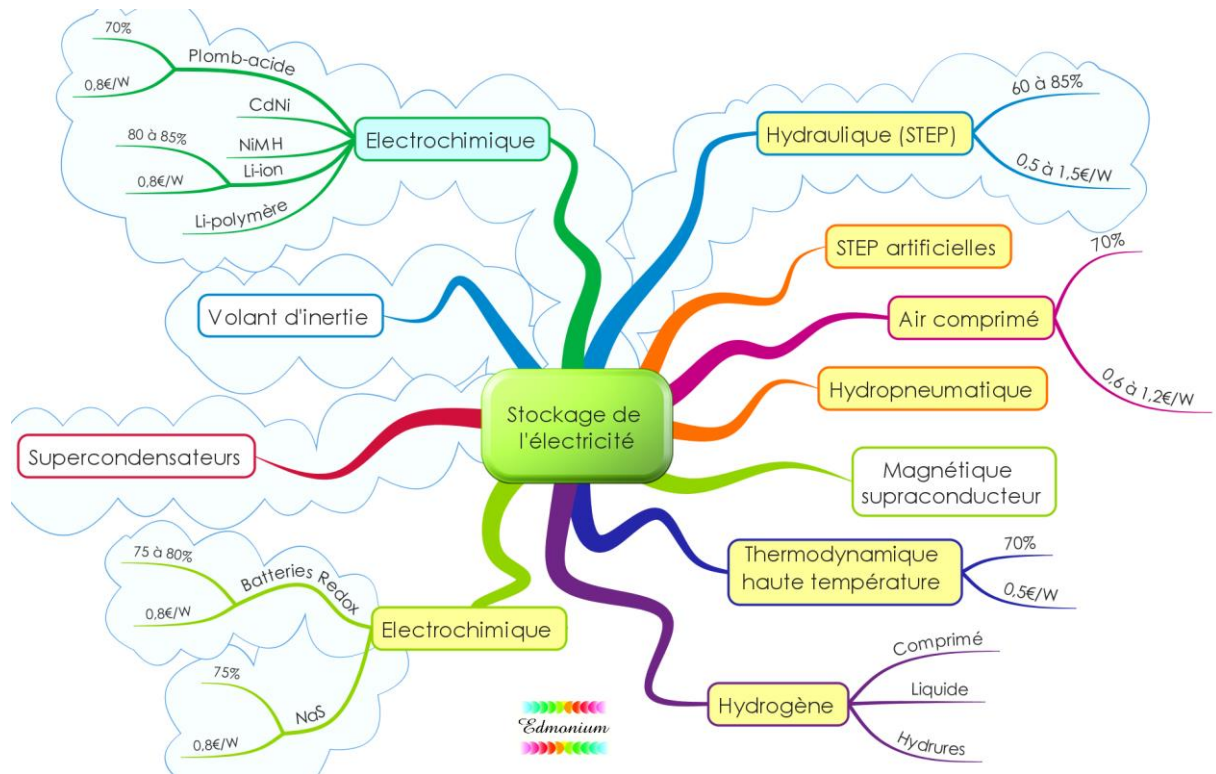 Stockage de
l'électricité
Hydraulique (STEP)
60 à 85%
0,5 à 1,5€/W
STEP artificielles
Air comprimé
70%
0,6 à 1,2€/W
Hydropneumatique
Magnétique
supraconducteur
Thermodynamique
haute température
70%
0,5€/W
Hydrogène
Comprimé
Liquide
Hydrures
Electrochimique
Batteries Redox
75 à 80%
0,8€/W
NaS
75%
0,8€/W
Supercondensateurs
Volant d'inertie
Electrochimique
Plomb-acide
70%
0,8€/W
CdNi
NiMH
Li-ion
80 à 85%
0,8€/W
Li-polymère
Edmonium